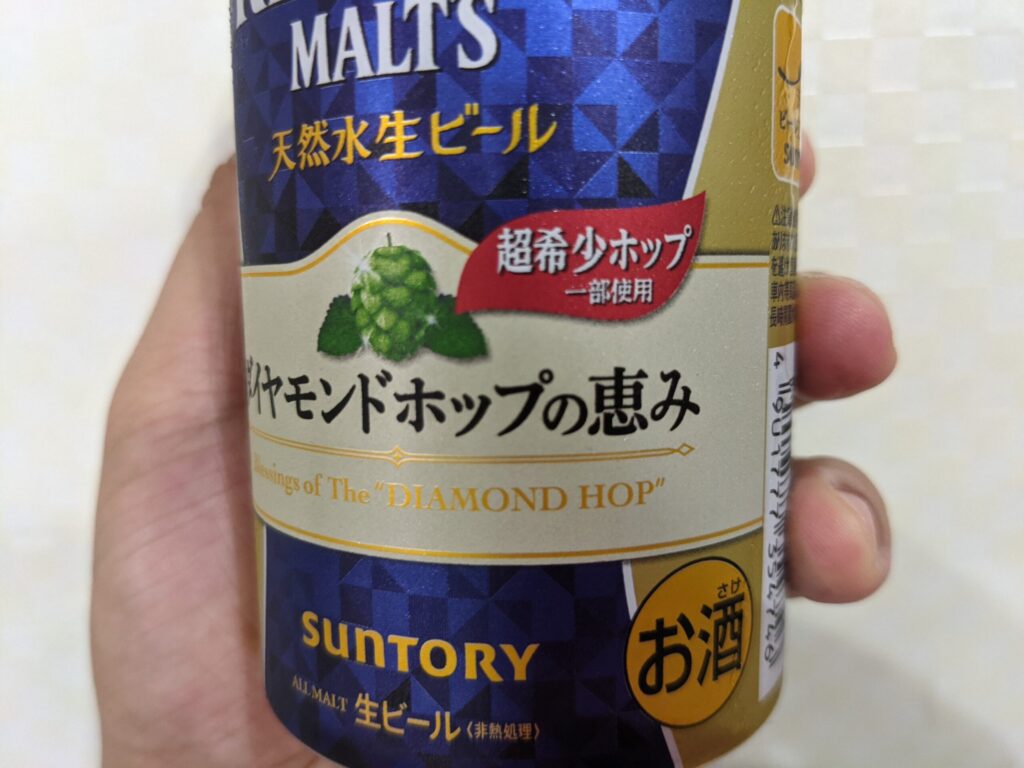 MALT'S
天然水生ビール
超希少ホップ
一部使用
ダイヤモンドホップの恵み
Blessings of The "DIAMOND HOP"
SUNTORY
ALL MALT 生ビール〈非熱処理〉
さけ
お酒